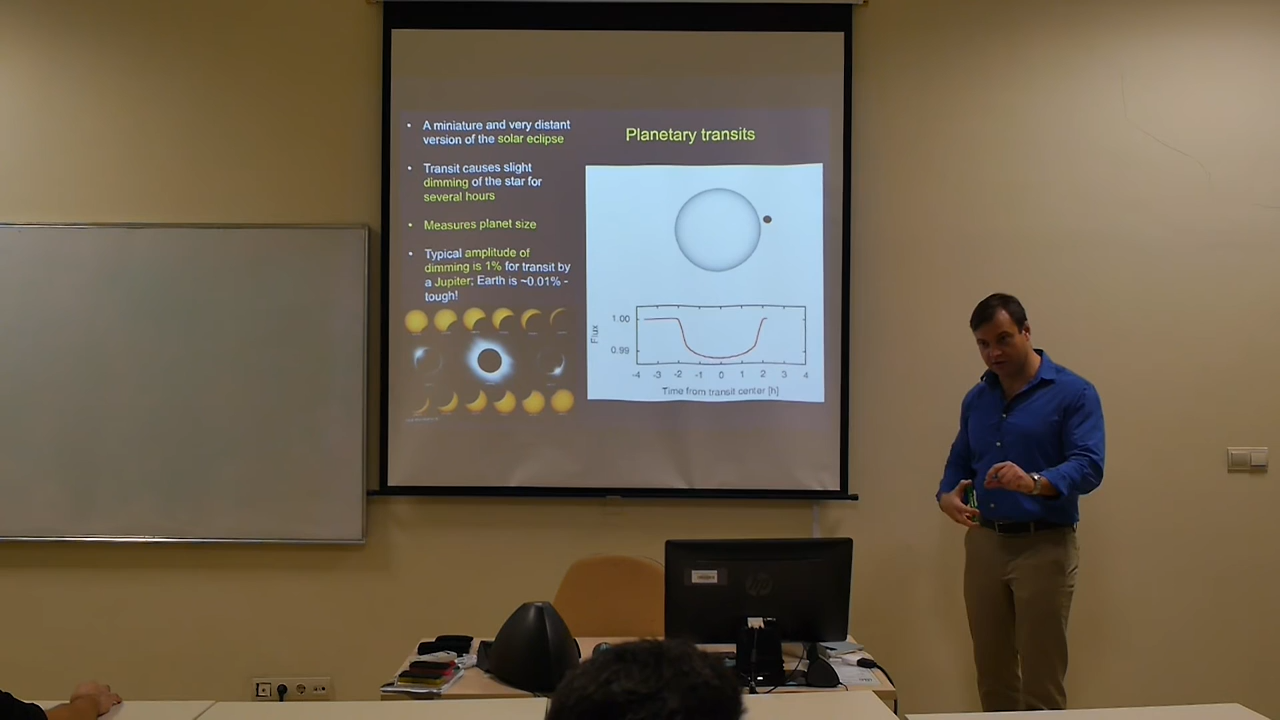 • A miniature and very distant
version of the solar eclipse
• Transit causes slight
dimming of the star for
several hours
• Measures planet size
• Typical amplitude of
dimming is 1% for transit by
a Jupiter; Earth is ~0.01% -
tough!
Planetary transits
Flux
1.00
0.99
-4 -3 -2 -1 0 1 2 3 4
Time from transit center [h]
hp